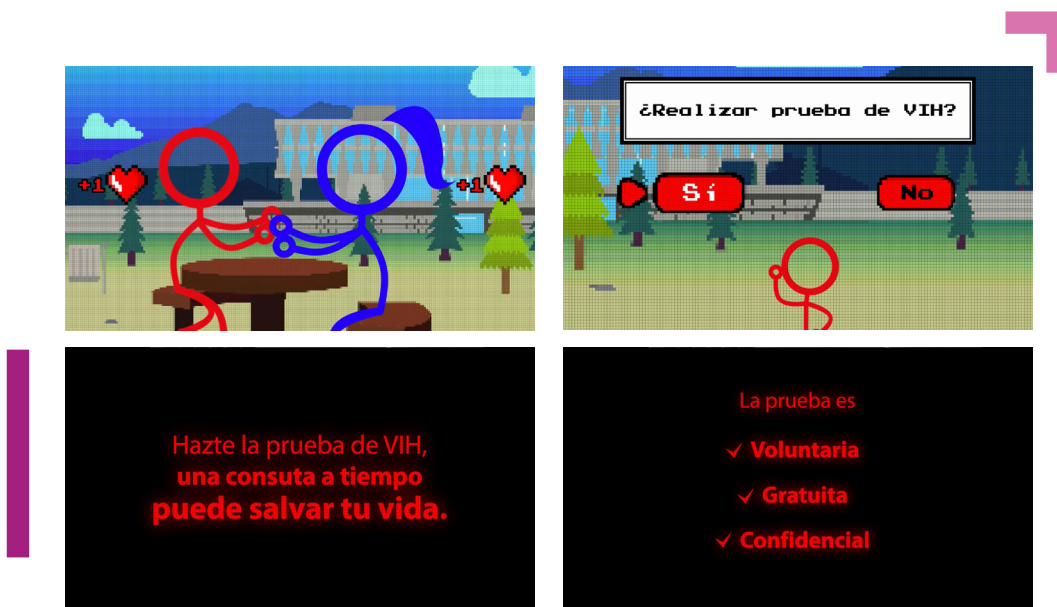 +1
+1
¿Realizar prueba de VIH?
Sí
No
Hazte la prueba de VIH,
una consuta a tiempo
puede salvar tu vida.
La prueba es
Voluntaria
Gratuita
Confidencial